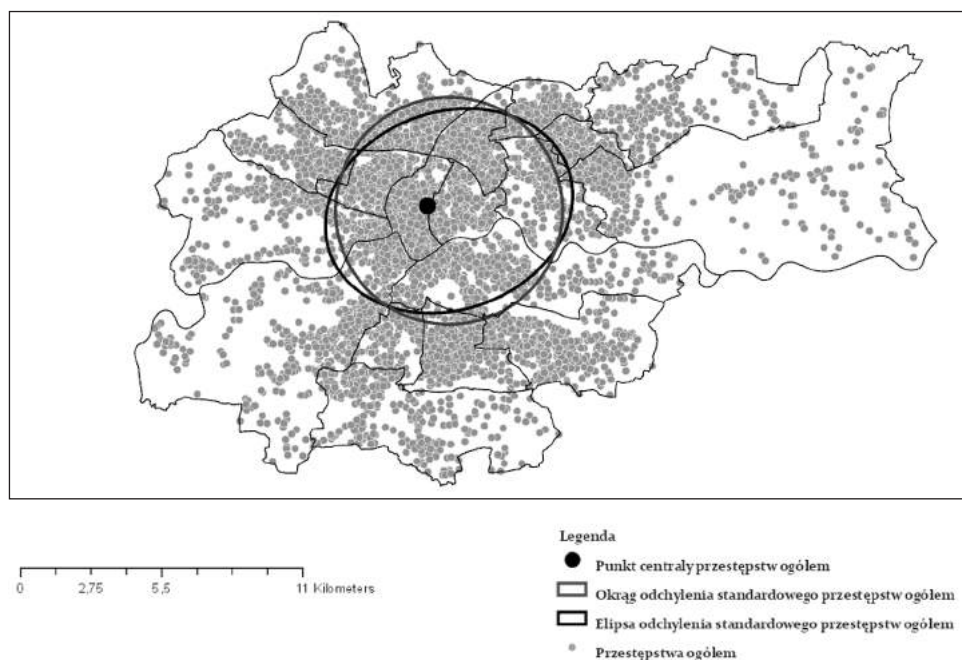 0 2,75 5,5 11 Kilometers
Legenda
Punkt centraly przestępstw ogółem
Okrąg odchylenia standardowego przestępstw ogółem
Elipsa odchylenia standardowego przestępstw ogółem
Przestępstwa ogółem